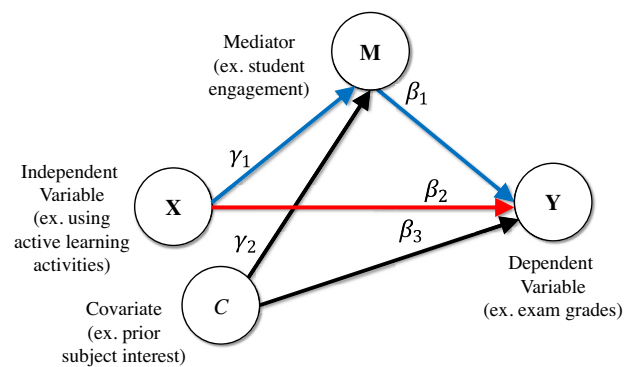 Mediator
(ex. student
engagement)
M
β1
γ1
Independent
Variable
(ex. using
active learning
activities)
X
β2
Y
γ2
β3
C
Covariate
(ex. prior
subject interest)
Dependent
Variable
(ex. exam grades)